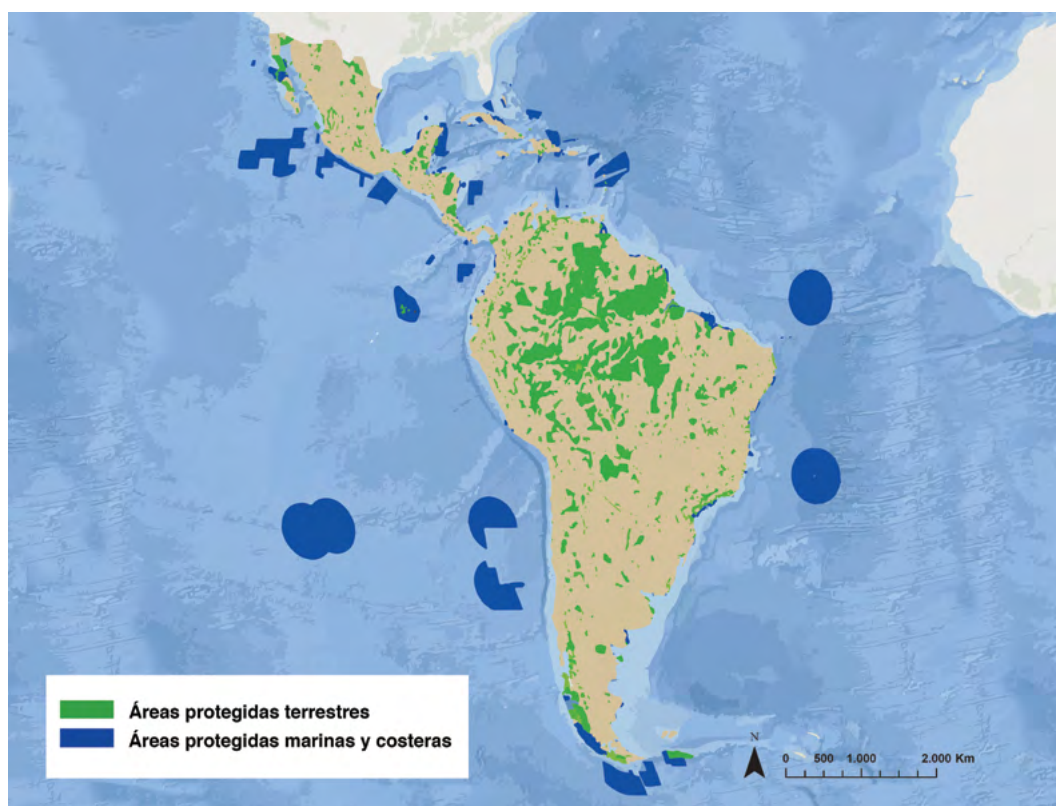 Áreas protegidas terrestres
Áreas protegidas marinas y costeras
N
0 500 1.000 2.000 Km